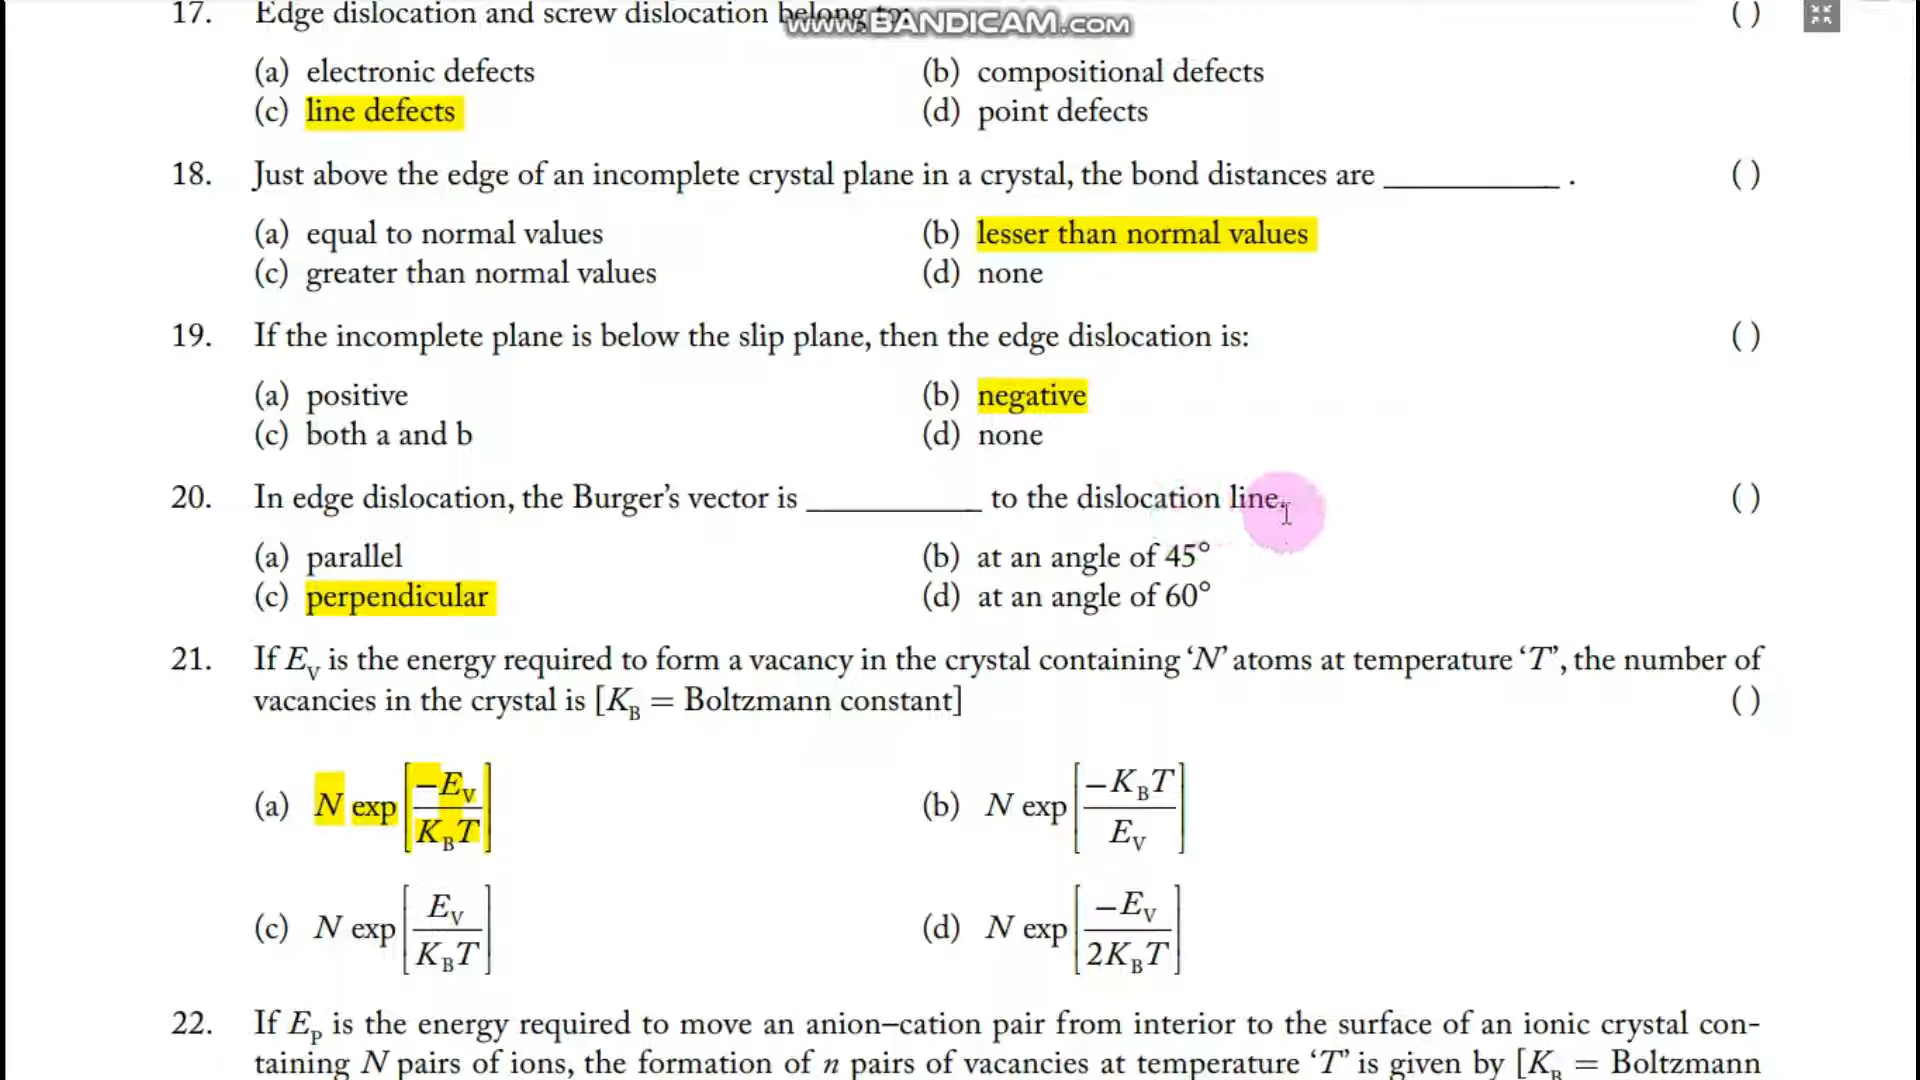 17. Edge dislocation and screw dislocation belong to: ( )
www.BANDICAM.com
(a) electronic defects (b) compositional defects
(c) line defects (d) point defects
18. Just above the edge of an incomplete crystal plane in a crystal, the bond distances are __________ . ( )
(a) equal to normal values (b) lesser than normal values
(c) greater than normal values (d) none
19. If the incomplete plane is below the slip plane, then the edge dislocation is: ( )
(a) positive (b) negative
(c) both a and b (d) none
20. In edge dislocation, the Burger's vector is __________ to the dislocation line. ( )
(a) parallel (b) at an angle of 45°
(c) perpendicular (d) at an angle of 60°
21. If E_V is the energy required to form a vacancy in the crystal containing ‘N’ atoms at temperature ‘T’, the number of
vacancies in the crystal is [K_B = Boltzmann constant] ( )
(a) N exp[−E_V / K_B T] (b) N exp[−K_B T / E_V]
(c) N exp[E_V / K_B T] (d) N exp[−E_V / 2K_B T]
22. If E_P is the energy required to move an anion–cation pair from interior to the surface of an ionic crystal con-
taining N pairs of ions, the formation of n pairs of vacancies at temperature ‘T’ is given by [K_B = Boltzmann